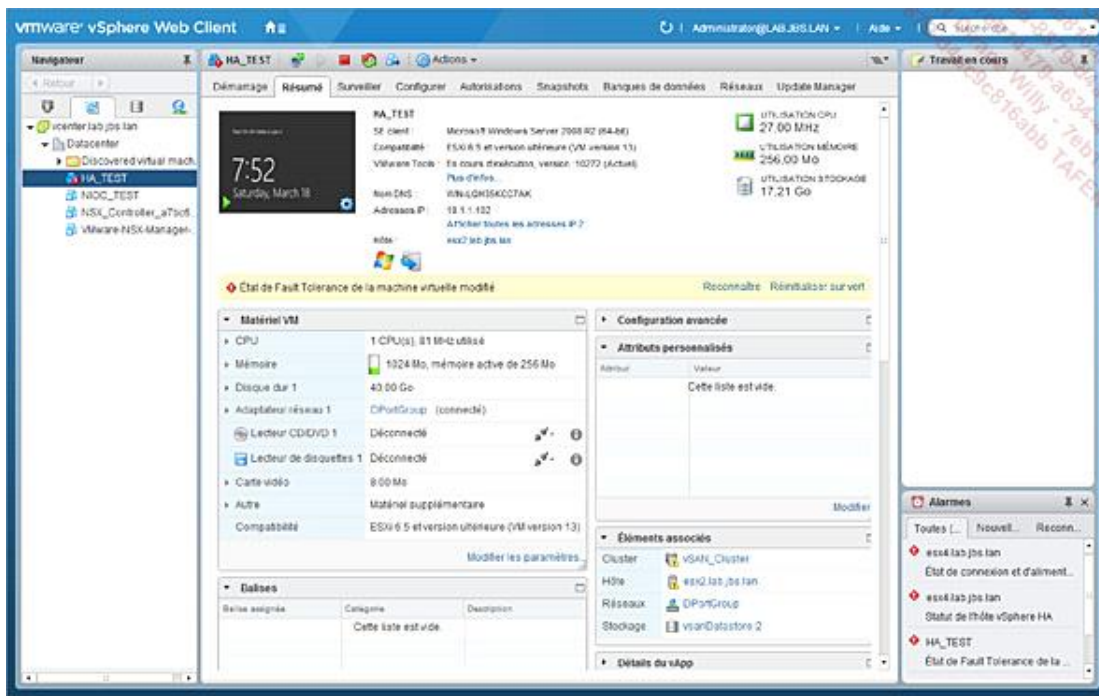 vmware® vSphere Web Client
Administrator@LAB.JBS.LAN
Aide
Navigateur
Retour
vcenter.lab.jbs.lan
Datacenter
Discovered virtual mach...
HA_TEST
NIOC_TEST
NSX_Controller_
VMware-NSX-Manager-
HA_TEST
Actions
Démarrage Résumé Surveiller Configurer Autorisations Snapshots Banques de données Réseaux Update Manager
7:52
Saturday, March 18
HA_TEST
SE client : Microsoft Windows Server 2008 R2 (64-bit)
Compatibilité : ESXi 6.5 et version ultérieure (VM version 13)
VMware Tools : En cours d'exécution, version: 10272 (Actuel)
Plus d'infos...
Nom DNS :
Adresses IP :
Afficher toutes les adresses IP 2
Hôte : esx2.lab.jbs.lan
UTILISATION CPU
27,00 MHz
UTILISATION MÉMOIRE
256,00 Mo
UTILISATION STOCKAGE
17,21 Go
État de Fault Tolerance de la machine virtuelle modifié
Reconnaître Réinitialiser sur vert
Matériel VM
CPU 1 CPU(s), 81 MHz utilisé
Mémoire 1024 Mo, mémoire active de 256 Mo
Disque dur 1 40,00 Go
Adaptateur réseau 1 DPortGroup (connecté)
Lecteur CD/DVD 1 Déconnecté
Lecteur de disquettes 1 Déconnecté
Carte vidéo 8,00 Mo
Autre Matériel supplémentaire
Compatibilité ESXi 6.5 et version ultérieure (VM version 13)
Modifier les paramètres...
Balises
Balise assignée Catégorie Description
Cette liste est vide.
Configuration avancée
Attributs personnalisés
Attribut Valeur
Cette liste est vide.
Modifier
Éléments associés
Cluster vSAN_Cluster
Hôte esx2.lab.jbs.lan
Réseaux DPortGroup
Stockage vsanDatastore 2
Détails du vApp
Travail en cours
Alarmes
Toutes (... Nouvell... Reconn...
esx4.lab.jbs.lan
État de connexion et d'aliment...
esx4.lab.jbs.lan
Statut de l'hôte vSphere HA
HA_TEST
État de Fault Tolerance de la ...